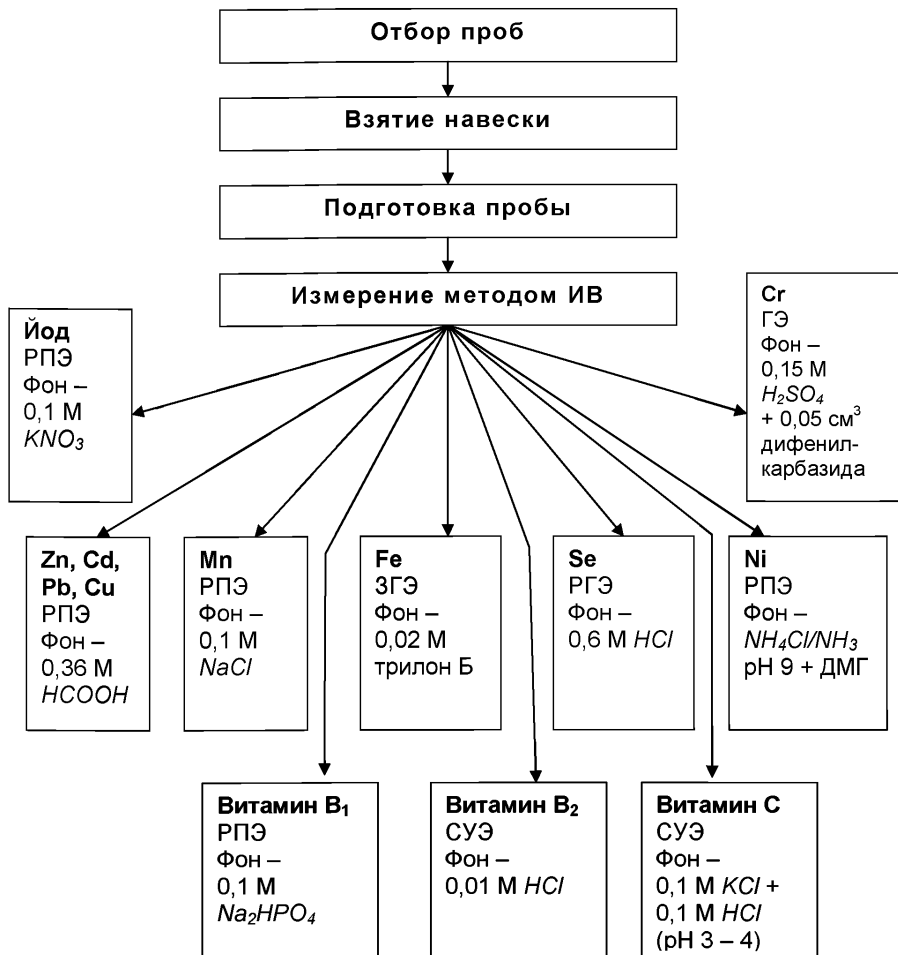 Отбор проб
Взятие навески
Подготовка пробы
Измерение методом ИВ
Йод
РПЭ
Фон –
0,1 М
KNO₃
Cr
ГЭ
Фон –
0,15 М
H₂SO₄
+ 0,05 см³
дифенил-
карбазида
Zn, Cd,
Pb, Cu
РПЭ
Фон –
0,36 М
HCOOH
Mn
РПЭ
Фон –
0,1 М
NaCl
Fe
ЗГЭ
Фон –
0,02 М
трилон Б
Se
РГЭ
Фон –
0,6 М HCl
Ni
РПЭ
Фон –
NH₄Cl/NH₃
рН 9 + ДМГ
Витамин В₁
РПЭ
Фон –
0,1 М
Na₂HPO₄
Витамин В₂
СУЭ
Фон –
0,01 М HCl
Витамин С
СУЭ
Фон –
0,1 М KCl +
0,1 М HCl
(рН 3 – 4)